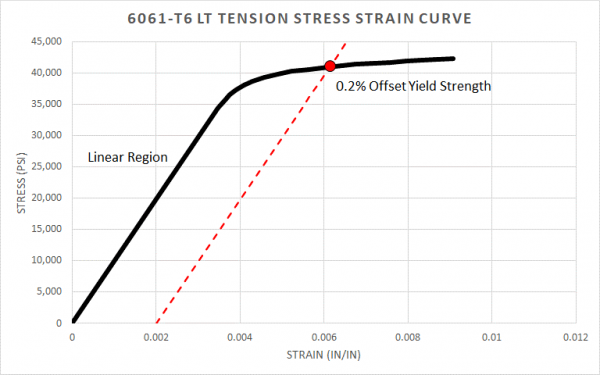 6061-T6 LT TENSION STRESS STRAIN CURVE
45,000
40,000
35,000
30,000
25,000
20,000
15,000
10,000
5,000
0
STRESS (PSI)
0.2% Offset Yield Strength
Linear Region
0 0.002 0.004 0.006 0.008 0.01 0.012
STRAIN (IN/IN)